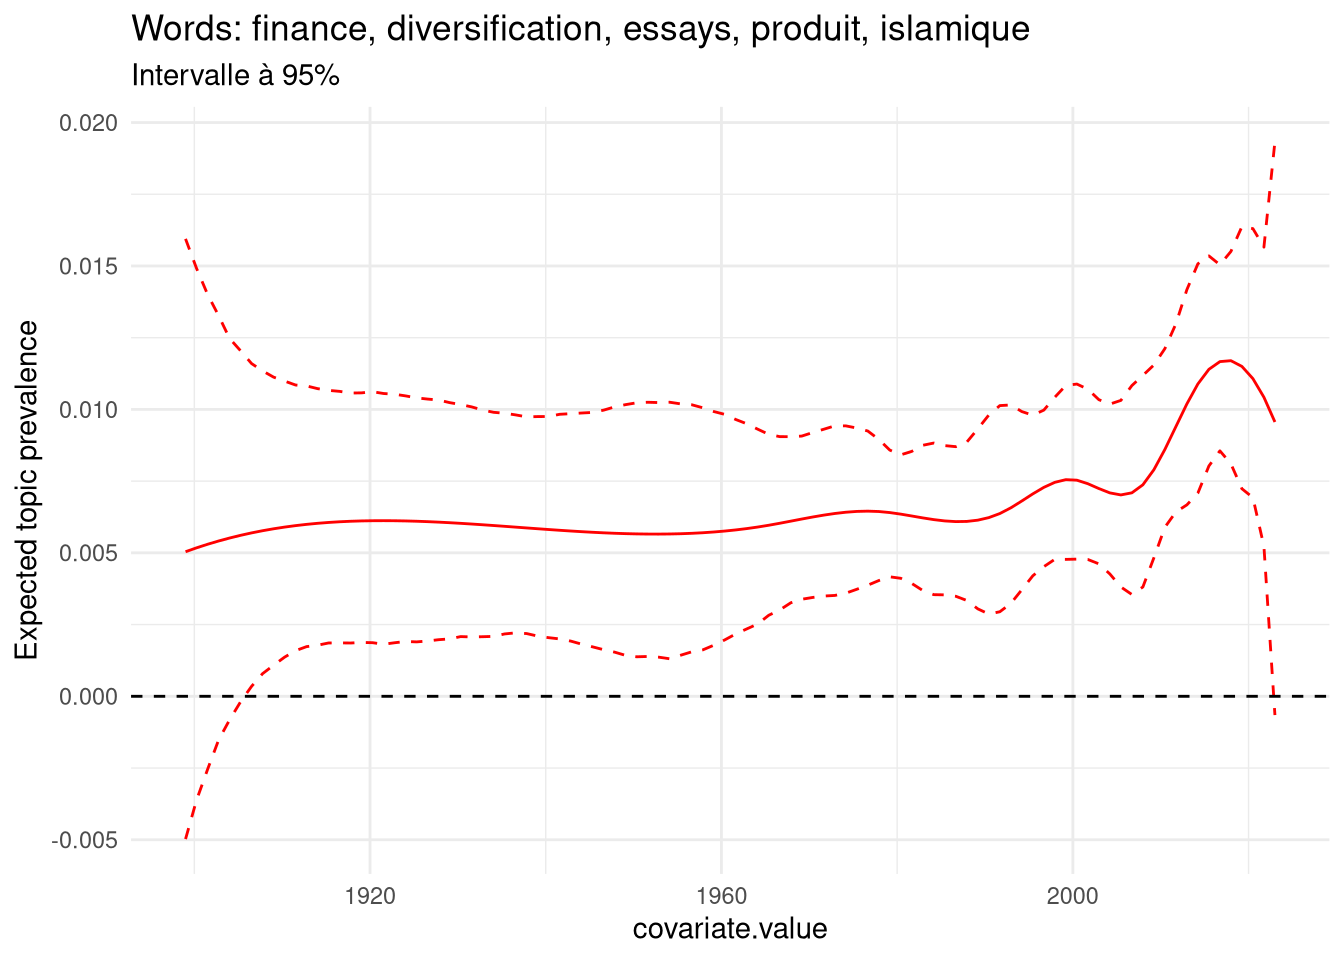 Words: finance, diversification, essays, produit, islamique
Intervalle à 95%
Expected topic prevalence
0.020
0.015
0.010
0.005
0.000
-0.005
1920 1960 2000
covariate.value